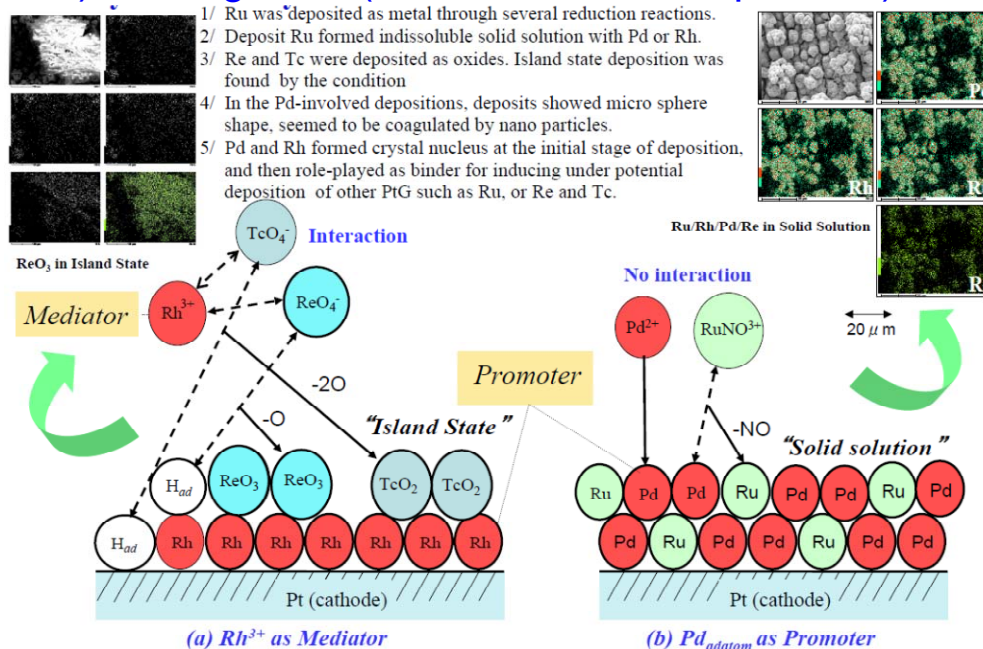 1/ Ru was deposited as metal through several reduction reactions.
2/ Deposit Ru formed indissoluble solid solution with Pd or Rh.
3/ Re and Tc were deposited as oxides. Island state deposition was
found by the condition
4/ In the Pd-involved depositions, deposits showed micro sphere
shape, seemed to be coagulated by nano particles.
5/ Pd and Rh formed crystal nucleus at the initial stage of deposition,
and then role-played as binder for inducing under potential
deposition of other PtG such as Ru, or Re and Tc.
Rh
Ru/Rh/Pd/Re in Solid Solution
ReO₃ in Island State
TcO₄⁻
Interaction
Mediator
Rh³⁺
ReO₄⁻
No interaction
Pd²⁺
RuNO³⁺
20 μ m
Promoter
-2O
-O
"Island State"
-NO
"Solid solution"
H_ad
ReO₃
ReO₃
TcO₂
TcO₂
Ru
Pd
Pd
Ru
Pd
Pd
Ru
Pd
H_ad
Rh
Rh
Rh
Rh
Rh
Rh
Rh
Pd
Ru
Pd
Pd
Ru
Pd
Pd
Pt (cathode)
(a) Rh³⁺ as Mediator
(b) Pd_adatom as Promoter